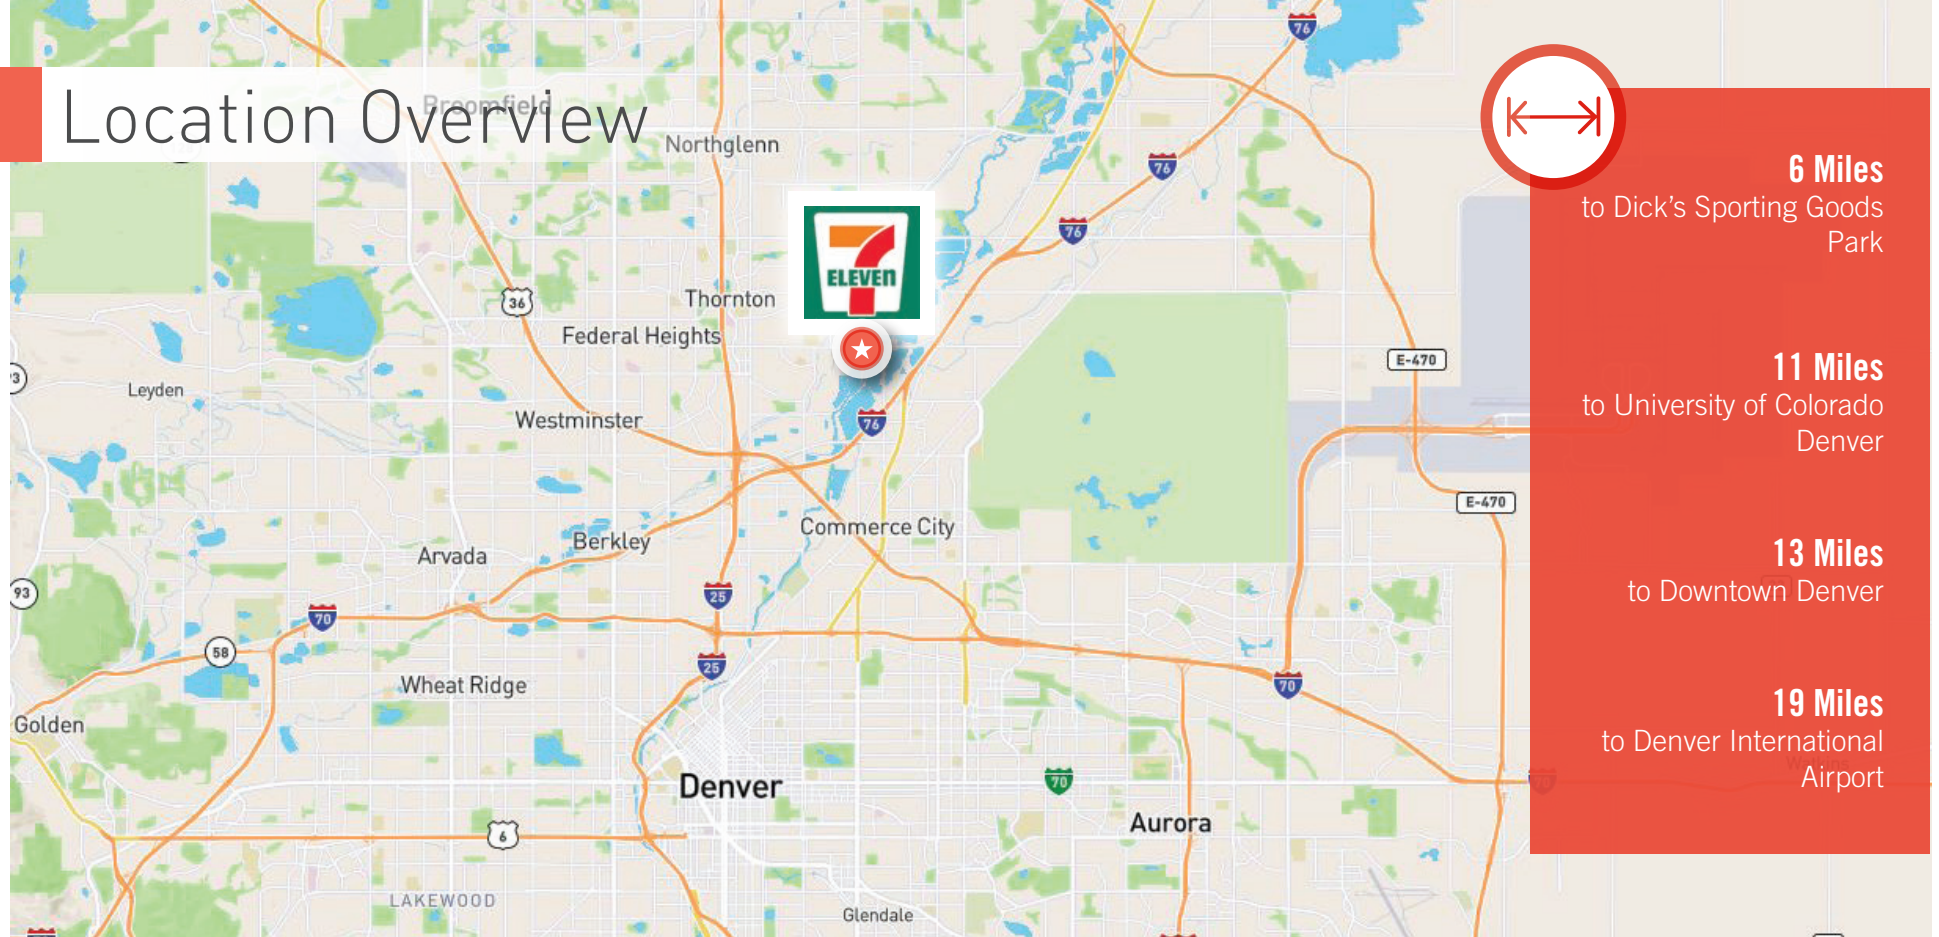 Location Overview
Broomfield
Northglenn
76
76
76
7
ELEVEN
Thornton
36
Federal Heights
E-470
Leyden
Westminster
76
E-470
Commerce City
Berkley
Arvada
93
25
70
58
25
Wheat Ridge
70
Golden
Denver
70
Aurora
6
LAKEWOOD
Glendale
6 Miles
to Dick's Sporting Goods
Park
11 Miles
to University of Colorado
Denver
13 Miles
to Downtown Denver
19 Miles
to Denver International
Airport
Watkins
70